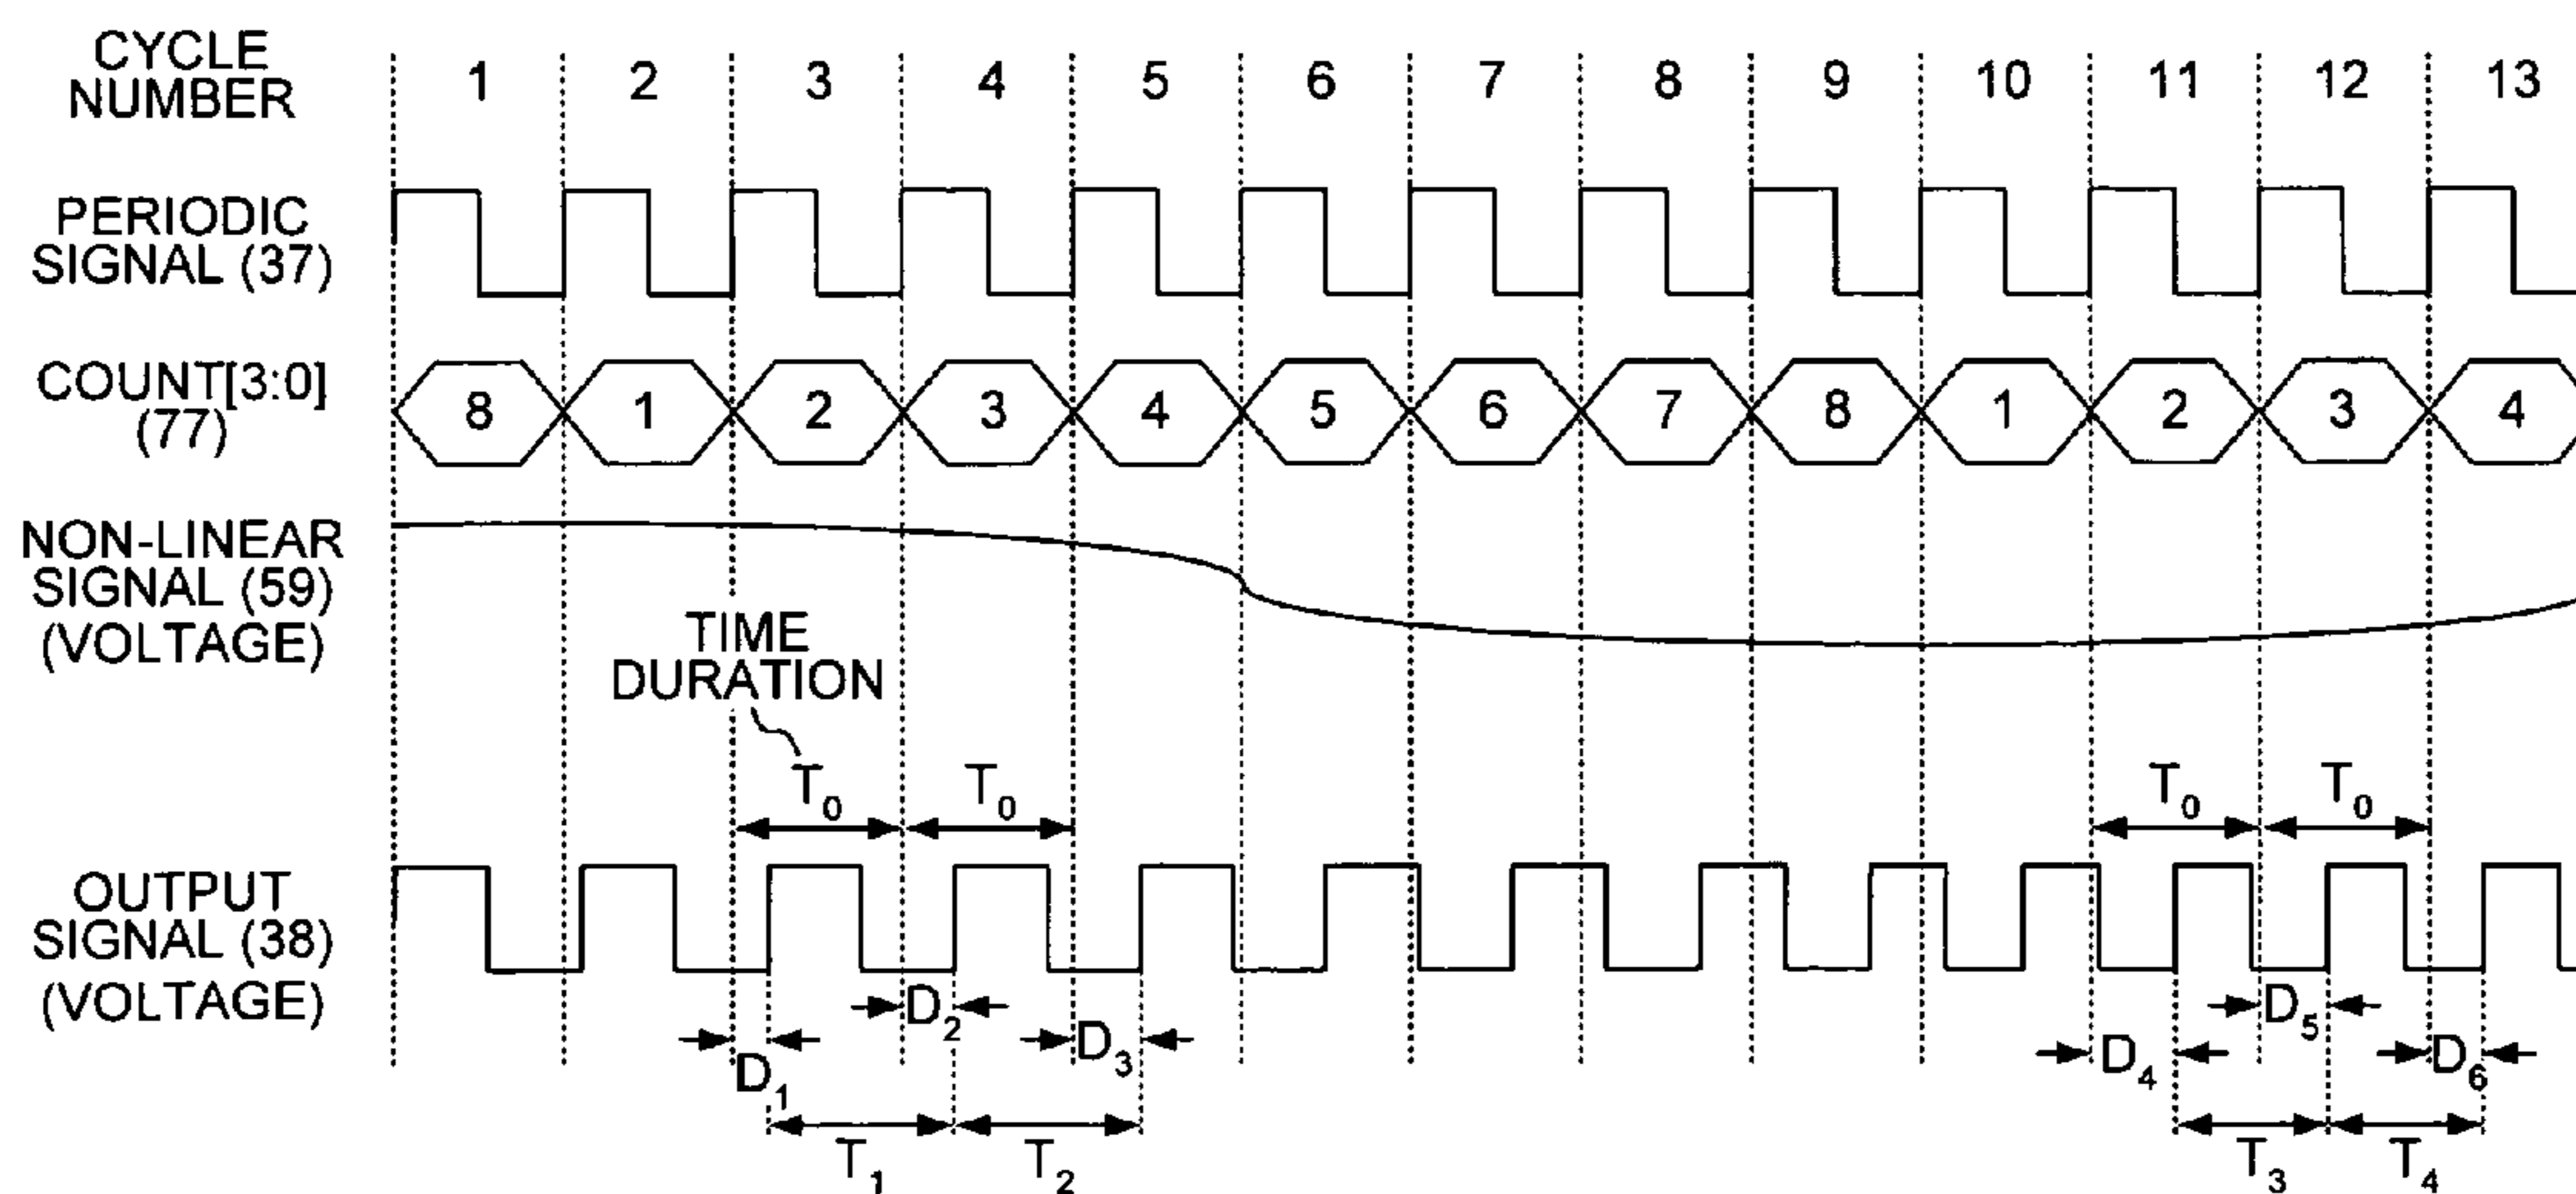 CYCLE
NUMBER
1 2 3 4 5 6 7 8 9 10 11 12 13
PERIODIC
SIGNAL (37)
COUNT[3:0]
(77)
8 1 2 3 4 5 6 7 8 1 2 3 4
NON-LINEAR
SIGNAL (59)
(VOLTAGE)
TIME
DURATION
T₀ T₀ T₀ T₀
OUTPUT
SIGNAL (38)
(VOLTAGE)
D₁ D₂ D₃ D₄ D₅ D₆
T₁ T₂ T₃ T₄